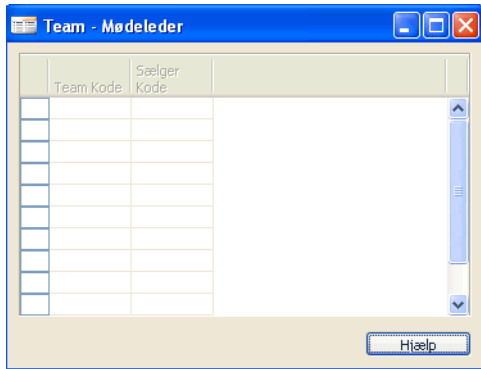 Team - Mødeleder
Team Kode
Sælger
Kode
Hjælp